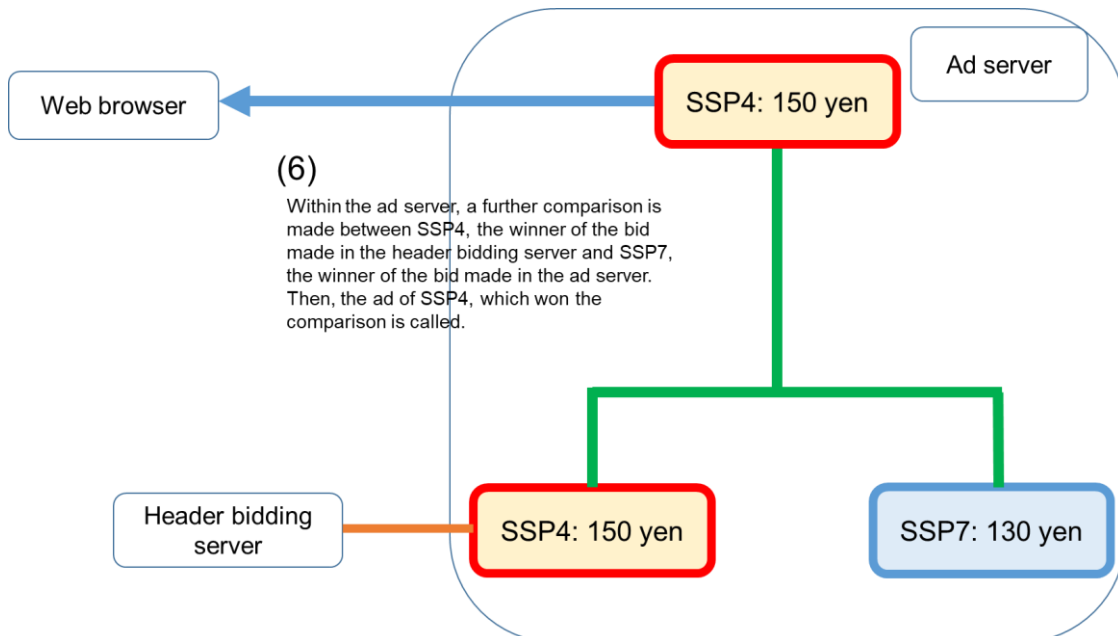 Ad server
SSP4: 150 yen
Web browser
(6)
Within the ad server, a further comparison is
made between SSP4, the winner of the bid
made in the header bidding server and SSP7,
the winner of the bid made in the ad server.
Then, the ad of SSP4, which won the
comparison is called.
Header bidding
server
SSP4: 150 yen
SSP7: 130 yen